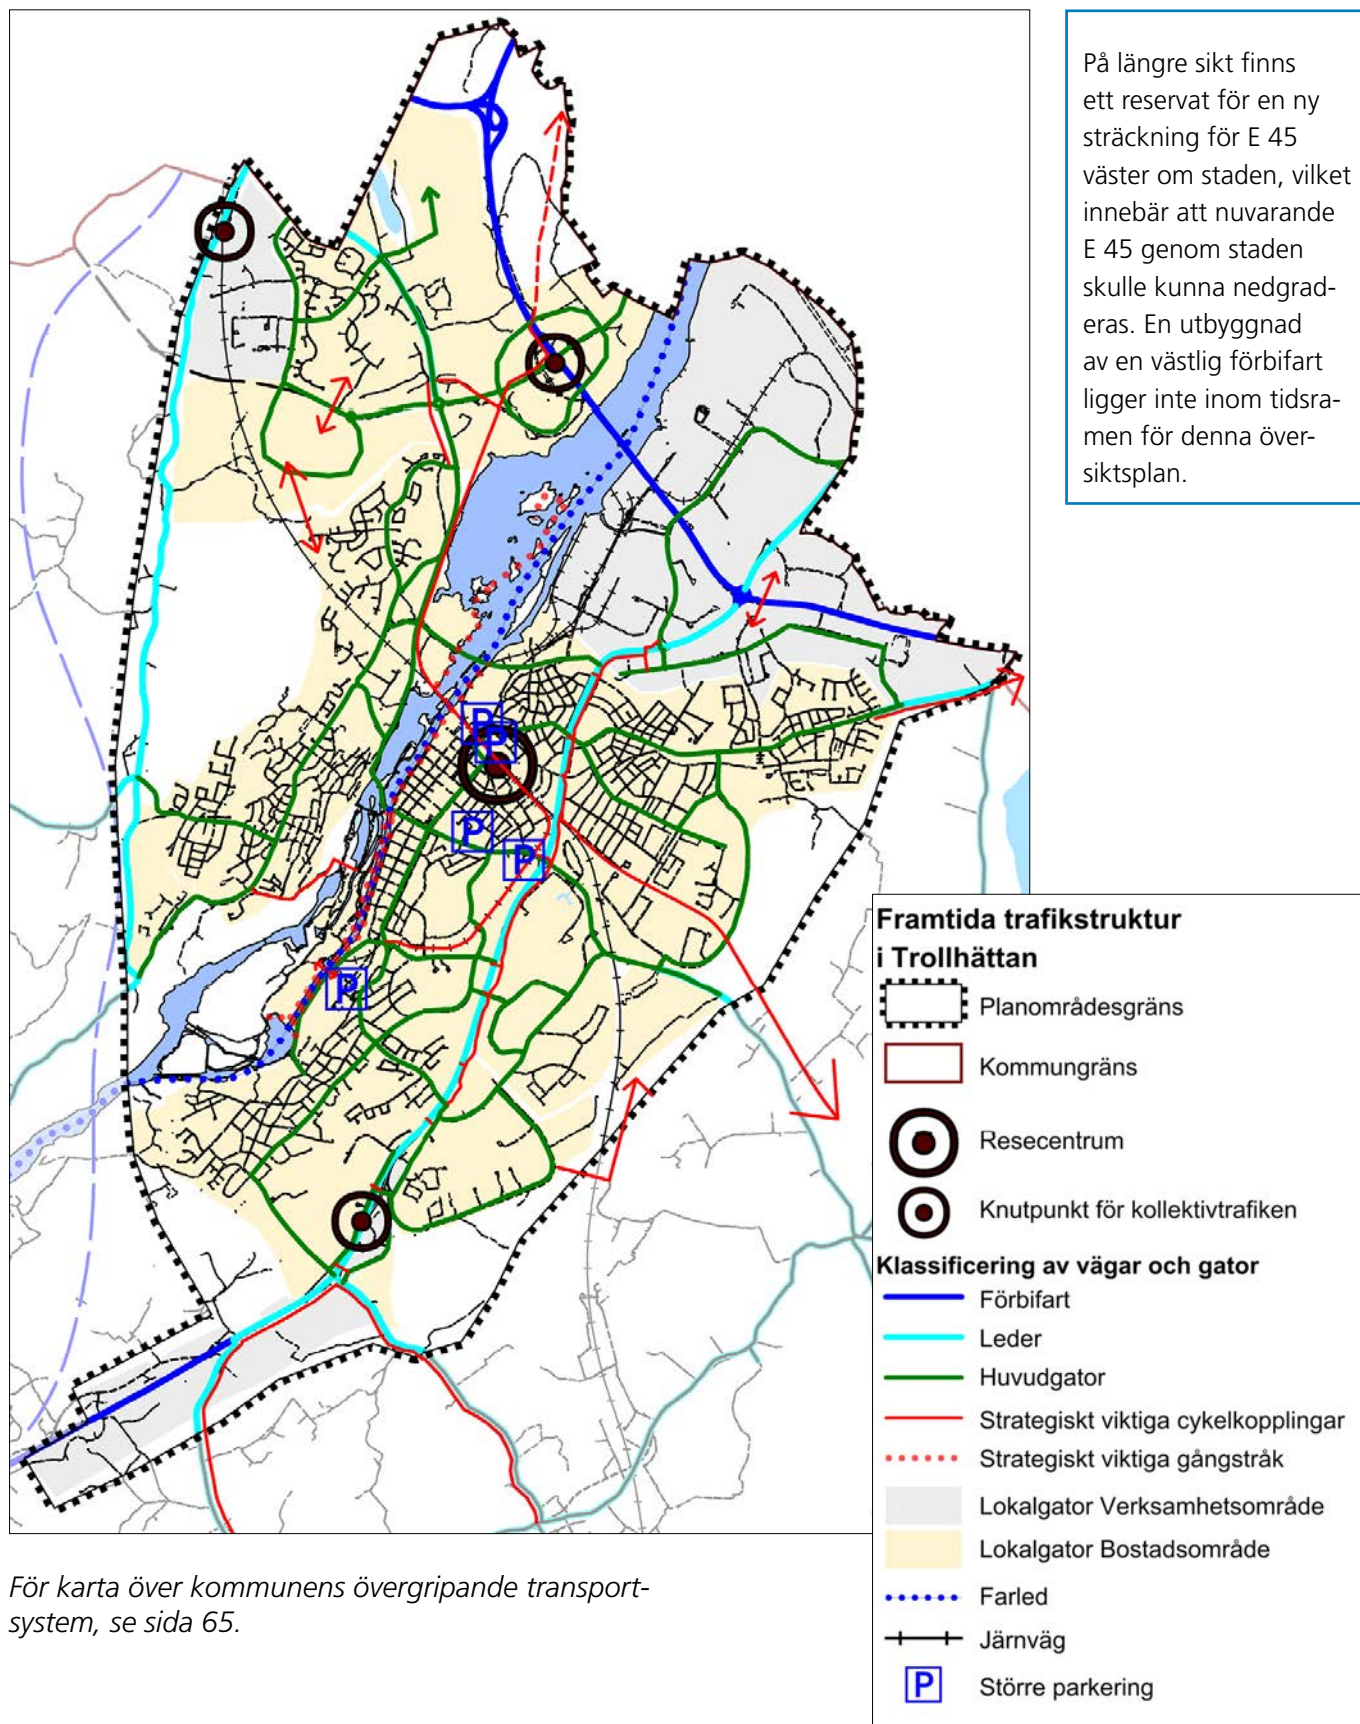 På längre sikt finns
ett reservat för en ny
sträckning för E 45
väster om staden, vilket
innebär att nuvarande
E 45 genom staden
skulle kunna nedgrad-
eras. En utbyggnad
av en västlig förbifart
ligger inte inom tidsra-
men för denna över-
siktsplan.
P
P
P
P
P
Framtida trafikstruktur
i Trollhättan
Planområdesgräns
Kommungräns
Resecentrum
Knutpunkt för kollektivtrafiken
Klassificering av vägar och gator
Förbifart
Leder
Huvudgator
Strategiskt viktiga cykelkopplingar
Strategiskt viktiga gångstråk
Lokalgator Verksamhetsområde
Lokalgator Bostadsområde
Farled
Järnväg
P Större parkering
För karta över kommunens övergripande transport-
system, se sida 65.